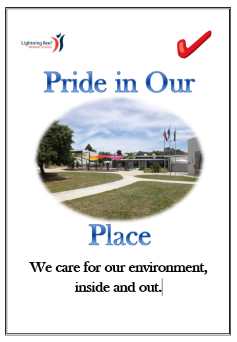 Lightning Reef
Pride in Our
Place
We care for our environment,
inside and out.